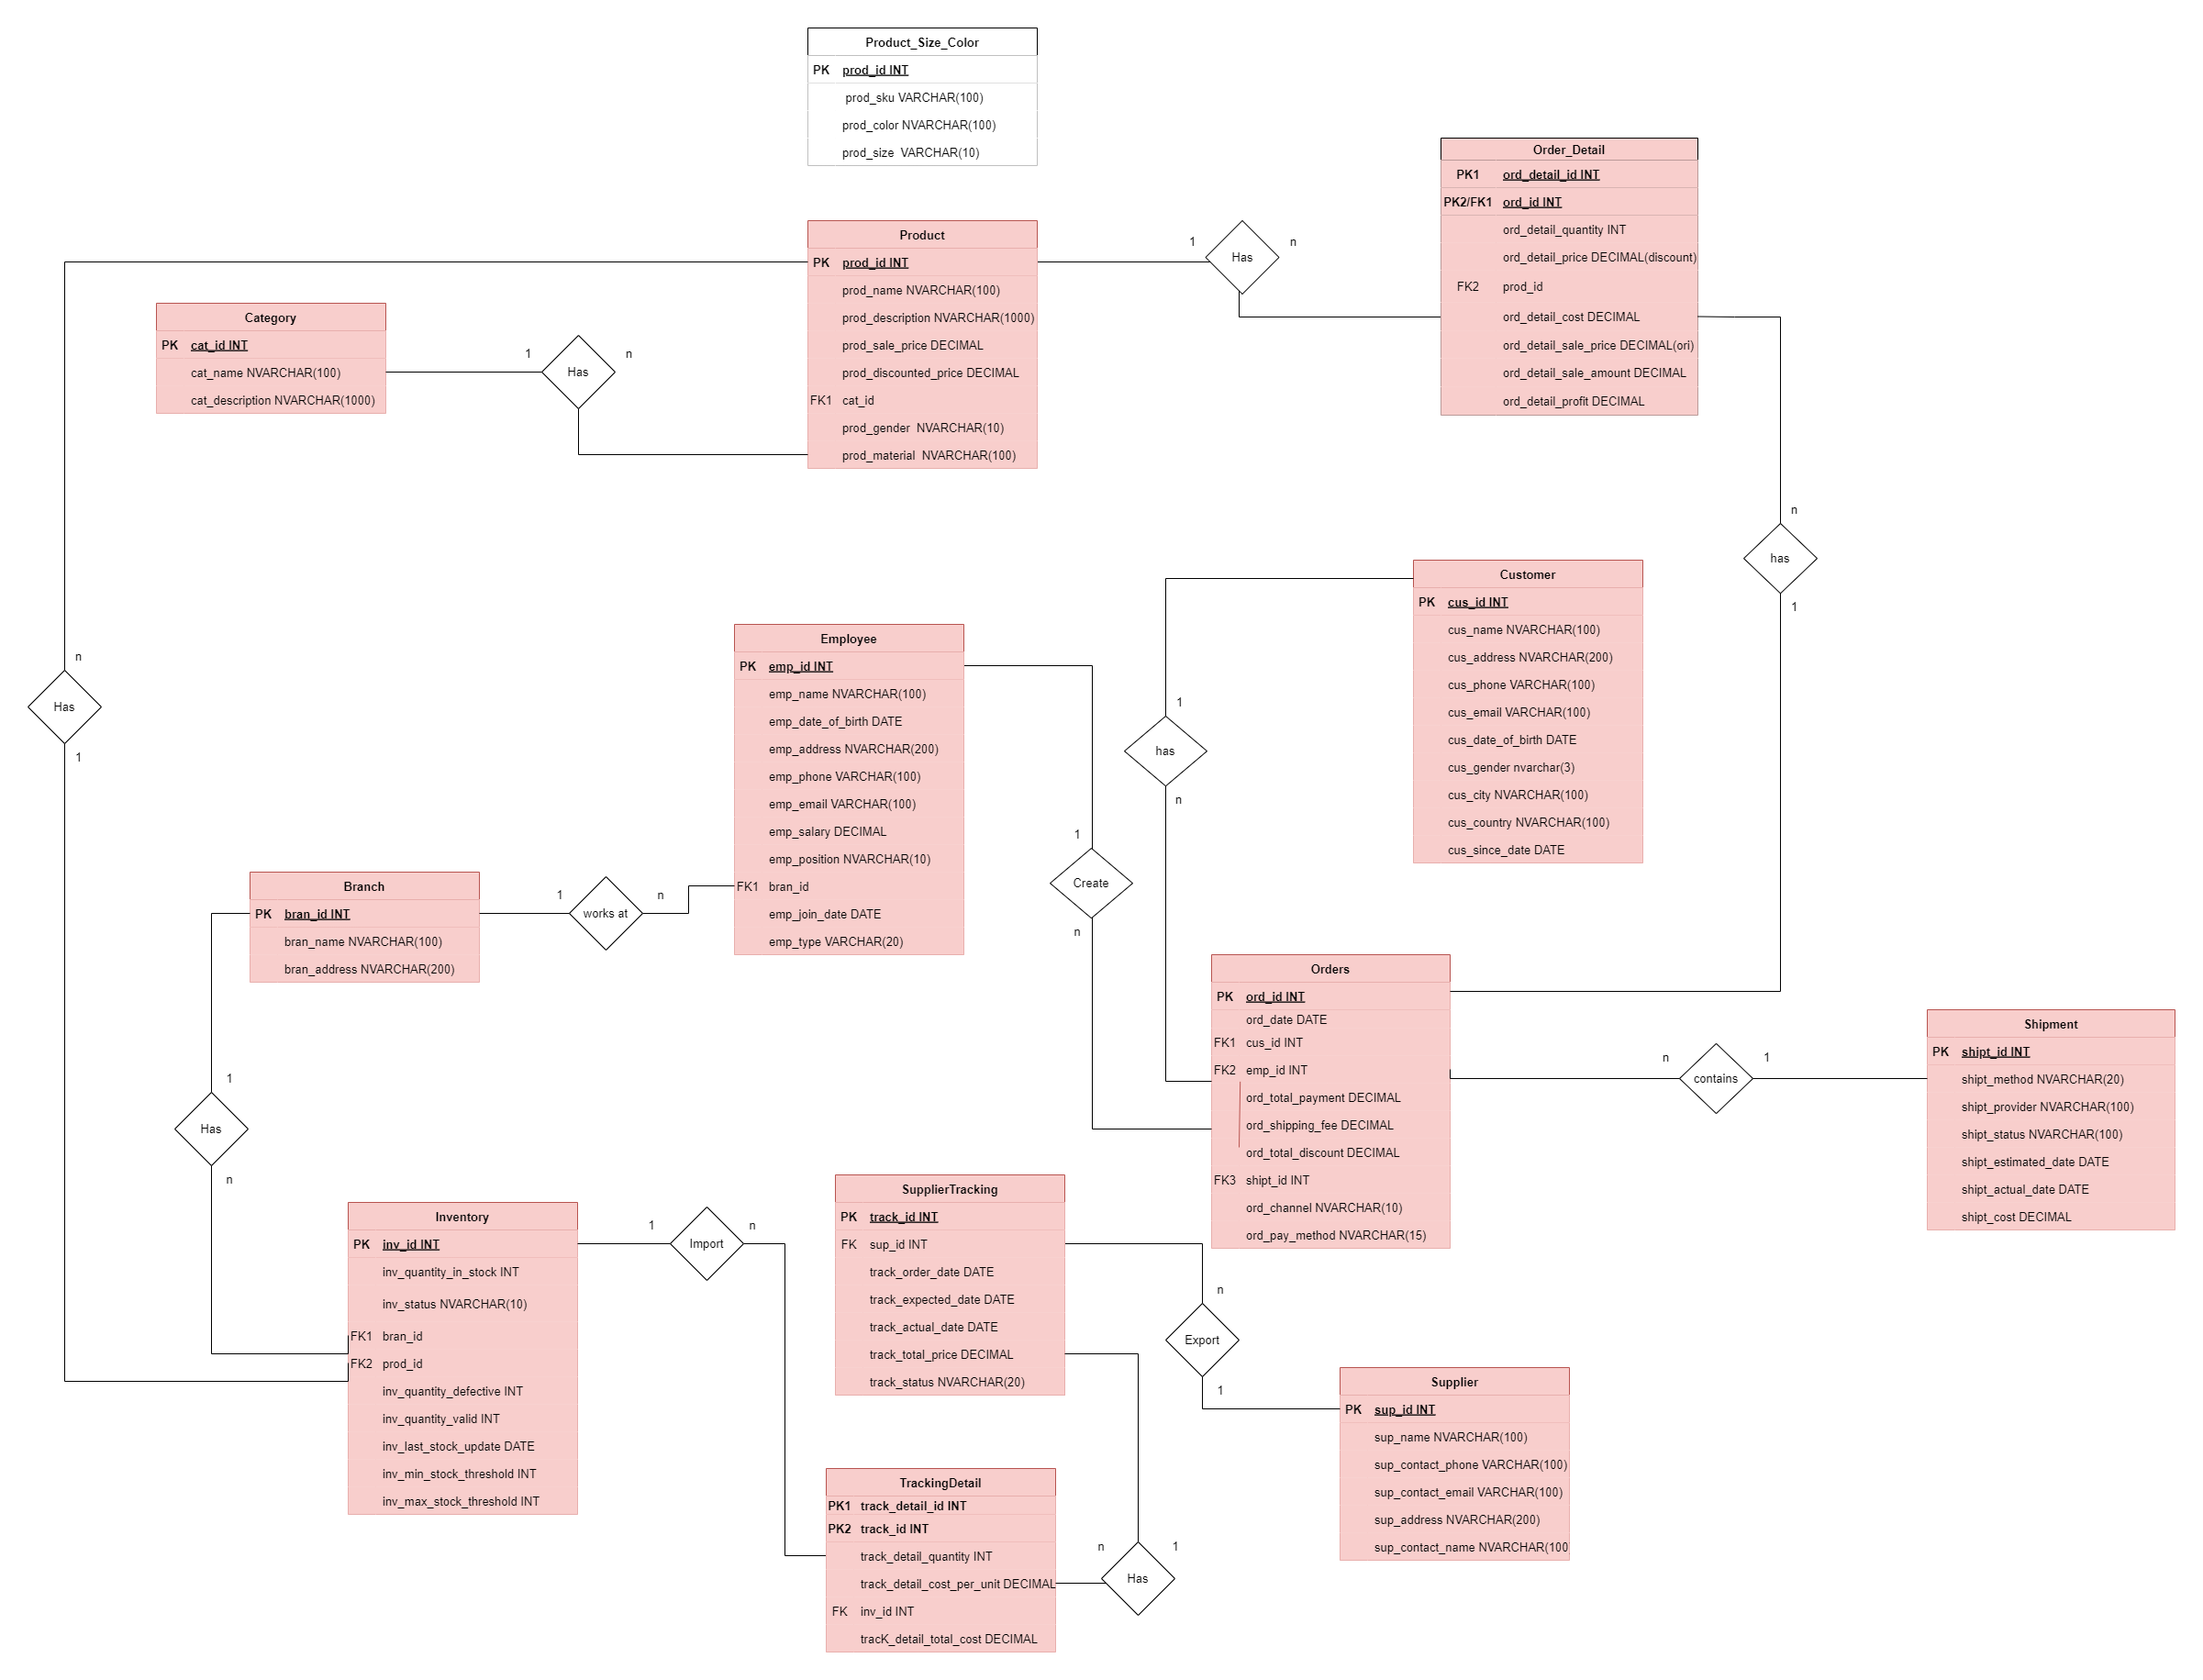 Product_Size_Color
PK prod_id INT
prod_sku VARCHAR(100)
prod_color NVARCHAR(100)
prod_size VARCHAR(10)
Order_Detail
PK1 ord_detail_id INT
PK2/FK1 ord_id INT
ord_detail_quantity INT
ord_detail_price DECIMAL(discount)
FK2 prod_id
ord_detail_cost DECIMAL
ord_detail_sale_price DECIMAL(ori)
ord_detail_sale_amount DECIMAL
ord_detail_profit DECIMAL
Product
PK prod_id INT
prod_name NVARCHAR(100)
prod_description NVARCHAR(1000)
prod_sale_price DECIMAL
prod_discounted_price DECIMAL
FK1 cat_id
prod_gender NVARCHAR(10)
prod_material NVARCHAR(100)
1
Has
n
Category
PK cat_id INT
cat_name NVARCHAR(100)
cat_description NVARCHAR(1000)
1
Has
n
n
has
1
Customer
PK cus_id INT
cus_name NVARCHAR(100)
cus_address NVARCHAR(200)
cus_phone VARCHAR(100)
cus_email VARCHAR(100)
cus_date_of_birth DATE
cus_gender nvarchar(3)
cus_city NVARCHAR(100)
cus_country NVARCHAR(100)
cus_since_date DATE
Employee
PK emp_id INT
emp_name NVARCHAR(100)
emp_date_of_birth DATE
emp_address NVARCHAR(200)
emp_phone VARCHAR(100)
emp_email VARCHAR(100)
emp_salary DECIMAL
emp_position NVARCHAR(10)
FK1 bran_id
emp_join_date DATE
emp_type VARCHAR(20)
n
Has
1
1
has
n
1
Create
n
Branch
PK bran_id INT
bran_name NVARCHAR(100)
bran_address NVARCHAR(200)
1
works at
n
Orders
PK ord_id INT
ord_date DATE
FK1 cus_id INT
FK2 emp_id INT
ord_total_payment DECIMAL
ord_shipping_fee DECIMAL
ord_total_discount DECIMAL
FK3 shipt_id INT
ord_channel NVARCHAR(10)
ord_pay_method NVARCHAR(15)
n
contains
1
Shipment
PK shipt_id INT
shipt_method NVARCHAR(20)
shipt_provider NVARCHAR(100)
shipt_status NVARCHAR(100)
shipt_estimated_date DATE
shipt_actual_date DATE
shipt_cost DECIMAL
1
Has
n
Inventory
PK inv_id INT
inv_quantity_in_stock INT
inv_status NVARCHAR(10)
FK1 bran_id
FK2 prod_id
inv_quantity_defective INT
inv_quantity_valid INT
inv_last_stock_update DATE
inv_min_stock_threshold INT
inv_max_stock_threshold INT
1
Import
n
SupplierTracking
PK track_id INT
FK sup_id INT
track_order_date DATE
track_expected_date DATE
track_actual_date DATE
track_total_price DECIMAL
track_status NVARCHAR(20)
n
Export
1
Supplier
PK sup_id INT
sup_name NVARCHAR(100)
sup_contact_phone VARCHAR(100)
sup_contact_email VARCHAR(100)
sup_address NVARCHAR(200)
sup_contact_name NVARCHAR(100
TrackingDetail
PK1 track_detail_id INT
PK2 track_id INT
track_detail_quantity INT
track_detail_cost_per_unit DECIMAL
FK inv_id INT
tracK_detail_total_cost DECIMAL
n
Has
1